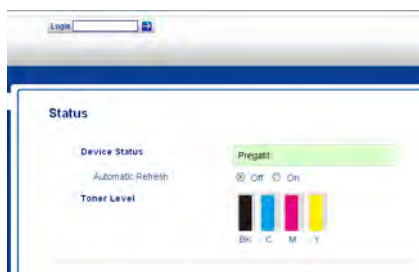 Login
Status
Device Status
Pregatit
Automatic Refresh
Off On
Toner Level
BK C M Y